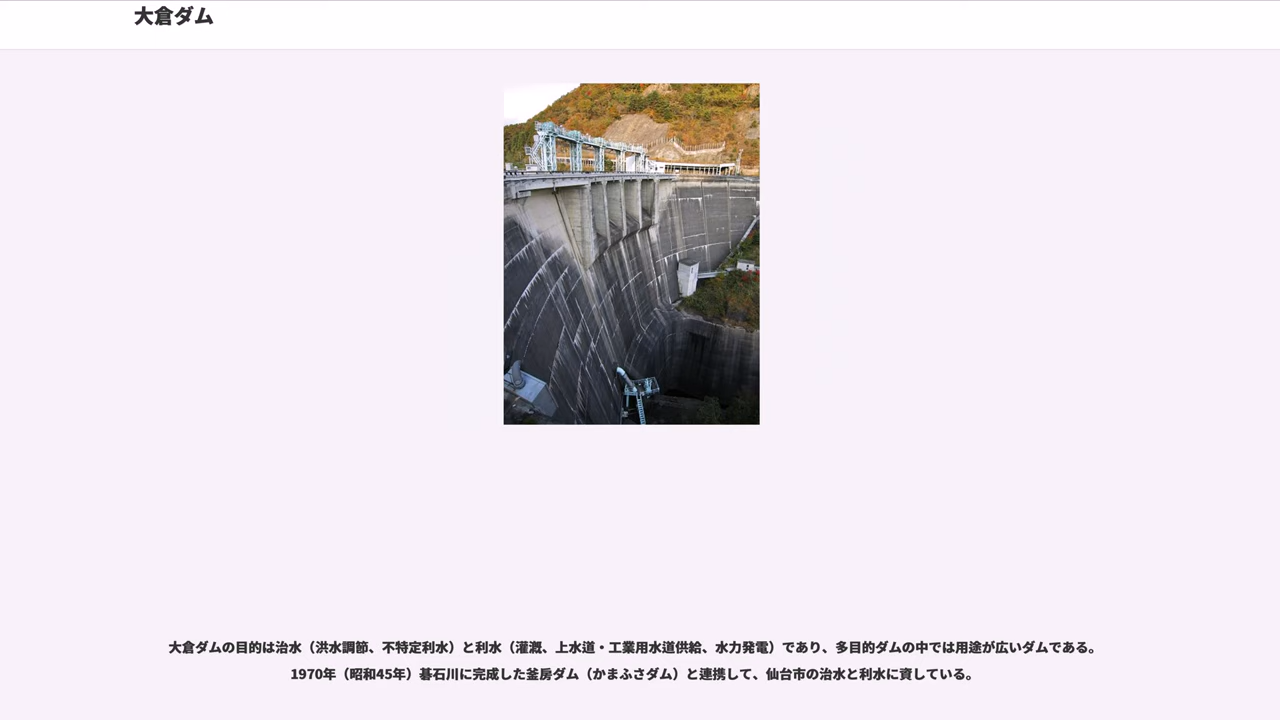 大倉ダム
大倉ダムの目的は治水（洪水調節、不特定利水）と利水（灌漑、上水道・工業用水道供給、水力発電）であり、多目的ダムの中では用途が広いダムである。
1970年（昭和45年）碁石川に完成した釜房ダム（かまふさダム）と連携して、仙台市の治水と利水に資している。